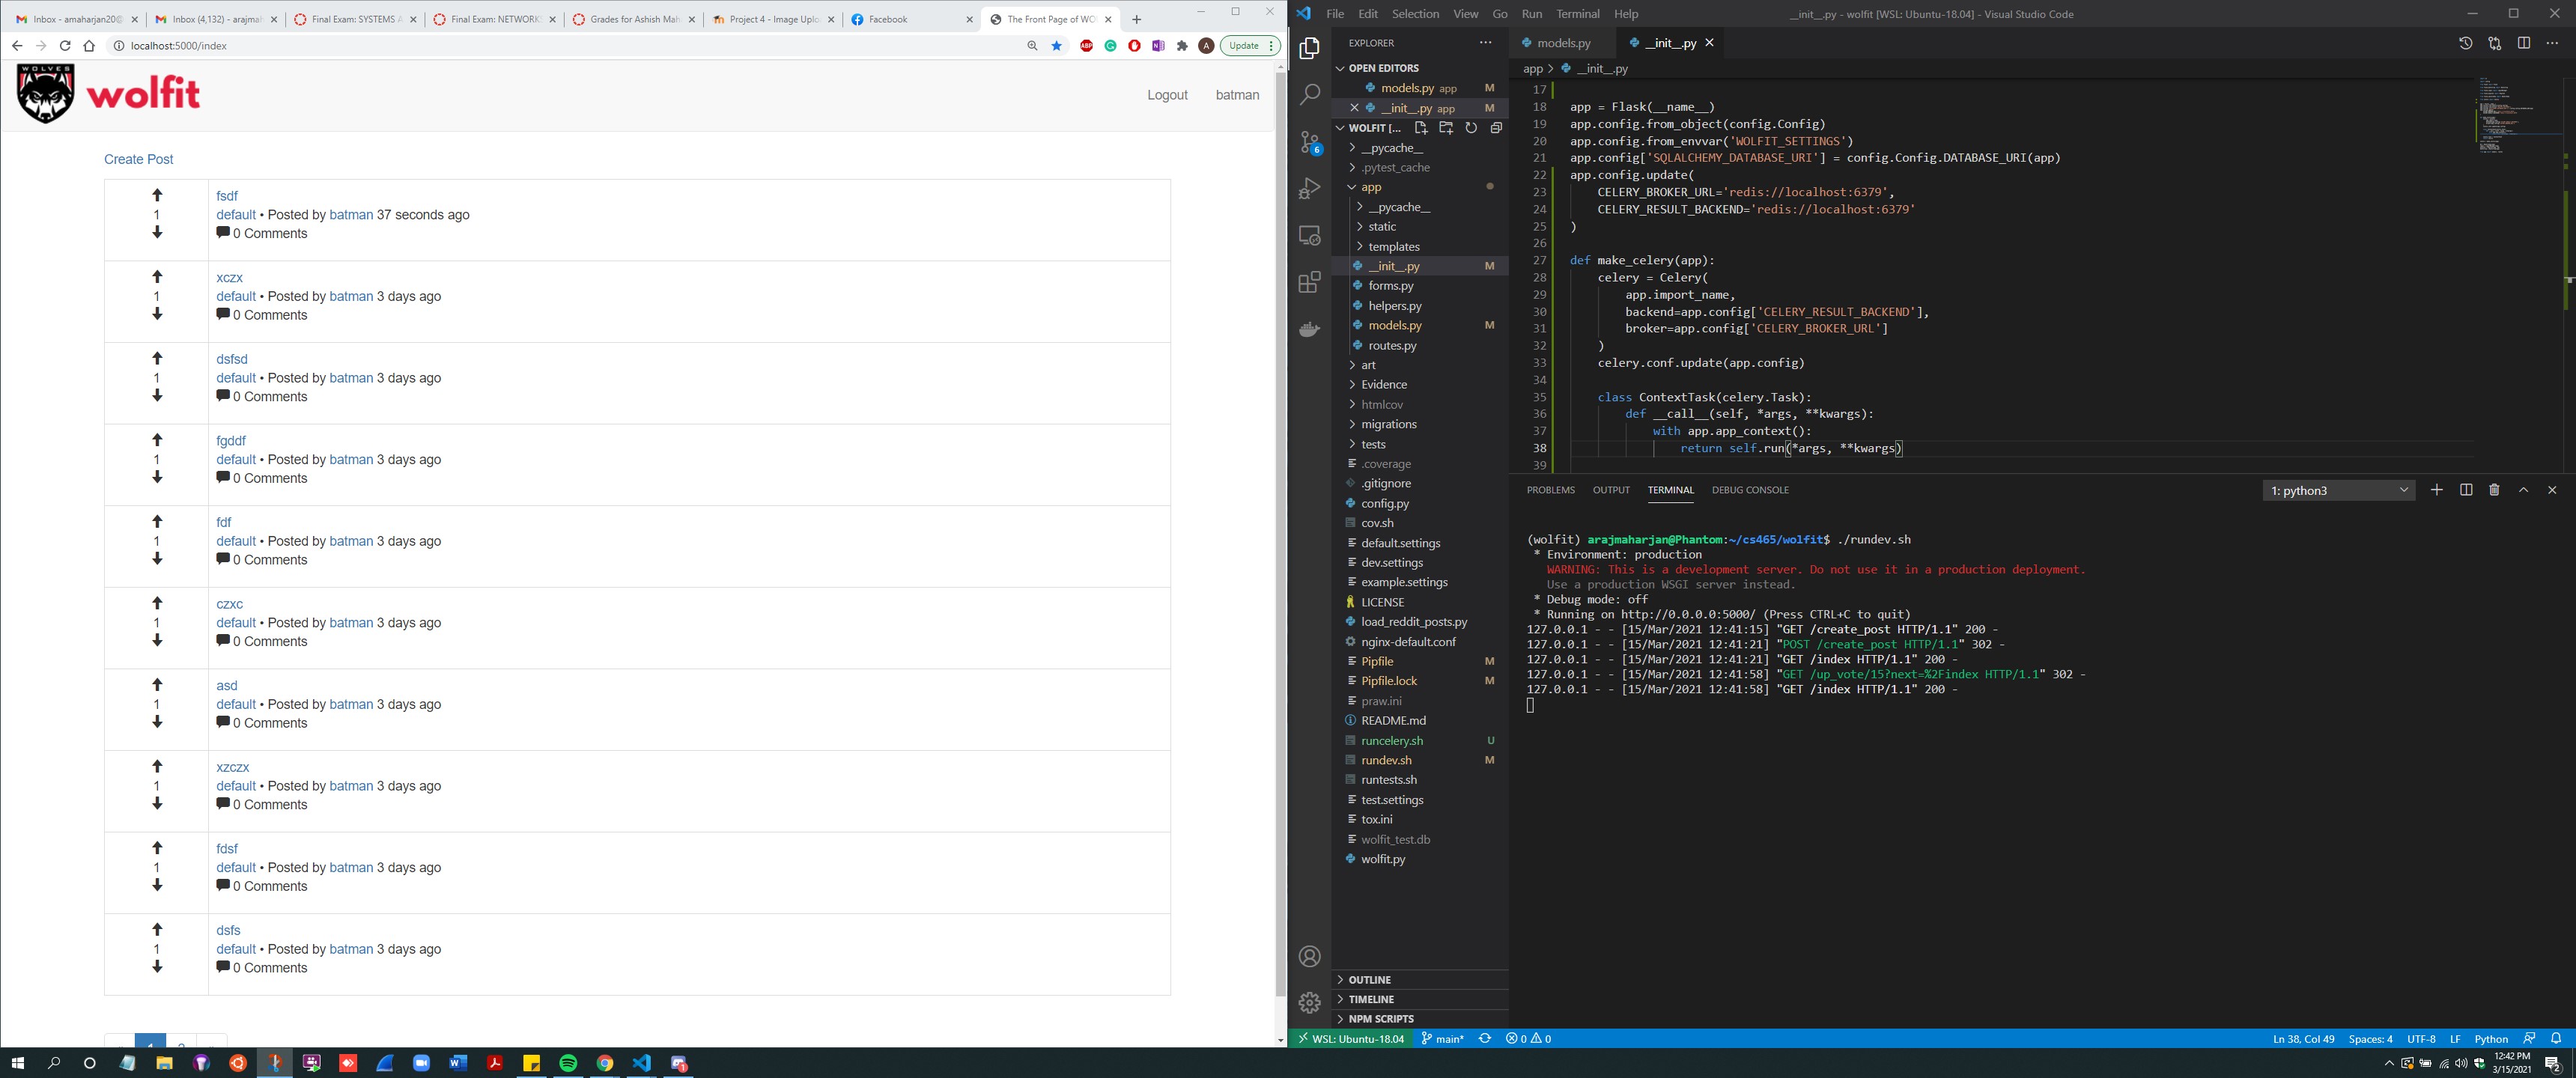 Inbox - amaharjan20@
Inbox (4,132) - arajmah
Final Exam: SYSTEMS A
Final Exam: NETWORK
Grades for Ashish Mah
Project 4 - Image Uplo
Facebook
The Front Page of WO
localhost:5000/index
ABP
A
Update
WOLVES
wolfit
Logout
batman
Create Post
fsdf
1
default • Posted by batman 37 seconds ago
0 Comments
xczx
1
default • Posted by batman 3 days ago
0 Comments
dsfsd
1
default • Posted by batman 3 days ago
0 Comments
fgddf
1
default • Posted by batman 3 days ago
0 Comments
fdf
1
default • Posted by batman 3 days ago
0 Comments
czxc
1
default • Posted by batman 3 days ago
0 Comments
asd
1
default • Posted by batman 3 days ago
0 Comments
xzczx
1
default • Posted by batman 3 days ago
0 Comments
fdsf
1
default • Posted by batman 3 days ago
0 Comments
dsfs
1
default • Posted by batman 3 days ago
0 Comments
« 1 2 »
File Edit Selection View Go Run Terminal Help
__init__.py - wolfit [WSL: Ubuntu-18.04] - Visual Studio Code
6
EXPLORER
OPEN EDITORS
models.py app M
__init__.py app M
WOLFIT [...
__pycache__
.pytest_cache
app
__pycache__
static
templates
__init__.py M
forms.py
helpers.py
models.py M
routes.py
art
Evidence
htmlcov
migrations
tests
.coverage
.gitignore
config.py
cov.sh
default.settings
dev.settings
example.settings
LICENSE
load_reddit_posts.py
nginx-default.conf
Pipfile M
Pipfile.lock M
praw.ini
README.md
runcelery.sh U
rundev.sh M
runtests.sh
test.settings
tox.ini
wolfit_test.db
wolfit.py
OUTLINE
TIMELINE
NPM SCRIPTS
models.py
__init__.py
app > __init__.py
17
18 app = Flask(__name__)
19 app.config.from_object(config.Config)
20 app.config.from_envvar('WOLFIT_SETTINGS')
21 app.config['SQLALCHEMY_DATABASE_URI'] = config.Config.DATABASE_URI(app)
22 app.config.update(
23 CELERY_BROKER_URL='redis://localhost:6379',
24 CELERY_RESULT_BACKEND='redis://localhost:6379'
25 )
26
27 def make_celery(app):
28 celery = Celery(
29 app.import_name,
30 backend=app.config['CELERY_RESULT_BACKEND'],
31 broker=app.config['CELERY_BROKER_URL']
32 )
33 celery.conf.update(app.config)
34
35 class ContextTask(celery.Task):
36 def __call__(self, *args, **kwargs):
37 with app.app_context():
38 return self.run(*args, **kwargs)
39
PROBLEMS OUTPUT TERMINAL DEBUG CONSOLE
1: python3
(wolfit) arajmaharjan@Phantom:~/cs465/wolfit$ ./rundev.sh
* Environment: production
WARNING: This is a development server. Do not use it in a production deployment.
Use a production WSGI server instead.
* Debug mode: off
* Running on http://0.0.0.0:5000/ (Press CTRL+C to quit)
127.0.0.1 - - [15/Mar/2021 12:41:15] "GET /create_post HTTP/1.1" 200 -
127.0.0.1 - - [15/Mar/2021 12:41:21] "POST /create_post HTTP/1.1" 302 -
127.0.0.1 - - [15/Mar/2021 12:41:21] "GET /index HTTP/1.1" 200 -
127.0.0.1 - - [15/Mar/2021 12:41:58] "GET /up_vote/15?next=%2Findex HTTP/1.1" 302 -
127.0.0.1 - - [15/Mar/2021 12:41:58] "GET /index HTTP/1.1" 200 -
WSL: Ubuntu-18.04 main* 0 0
Ln 38, Col 49 Spaces: 4 UTF-8 LF Python
12:42 PM
3/15/2021
2